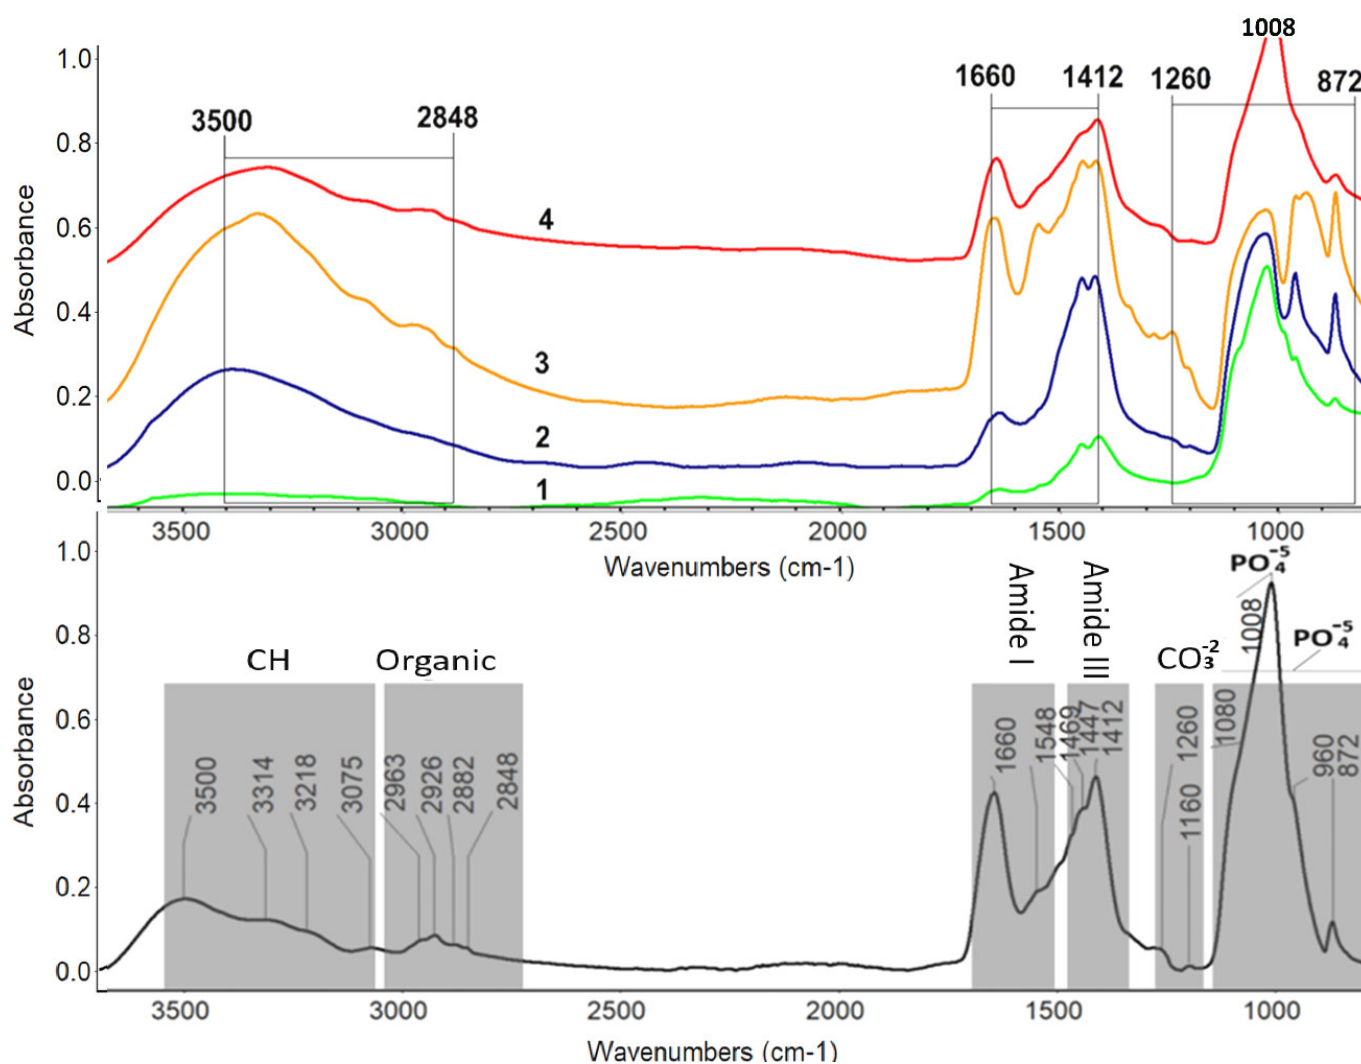 1008
1660 1412 1260 872
3500 2848
1.0
0.8
0.6
0.4
0.2
0.0
Absorbance
4
3
2
1
3500 3000 2500 2000 1500 1000
Wavenumbers (cm-1)
1.0
0.8
0.6
0.4
0.2
0.0
Absorbance
CH
Organic
Amide I
Amide III
CO₃⁻²
PO₄⁻⁵
PO₄⁻⁵
3500
3314
3218
3075
2963
2926
2882
2848
1660
1548
1469
1447
1412
1260
1160
1080
1008
960
872
3500 3000 2500 2000 1500 1000
Wavenumbers (cm-1)